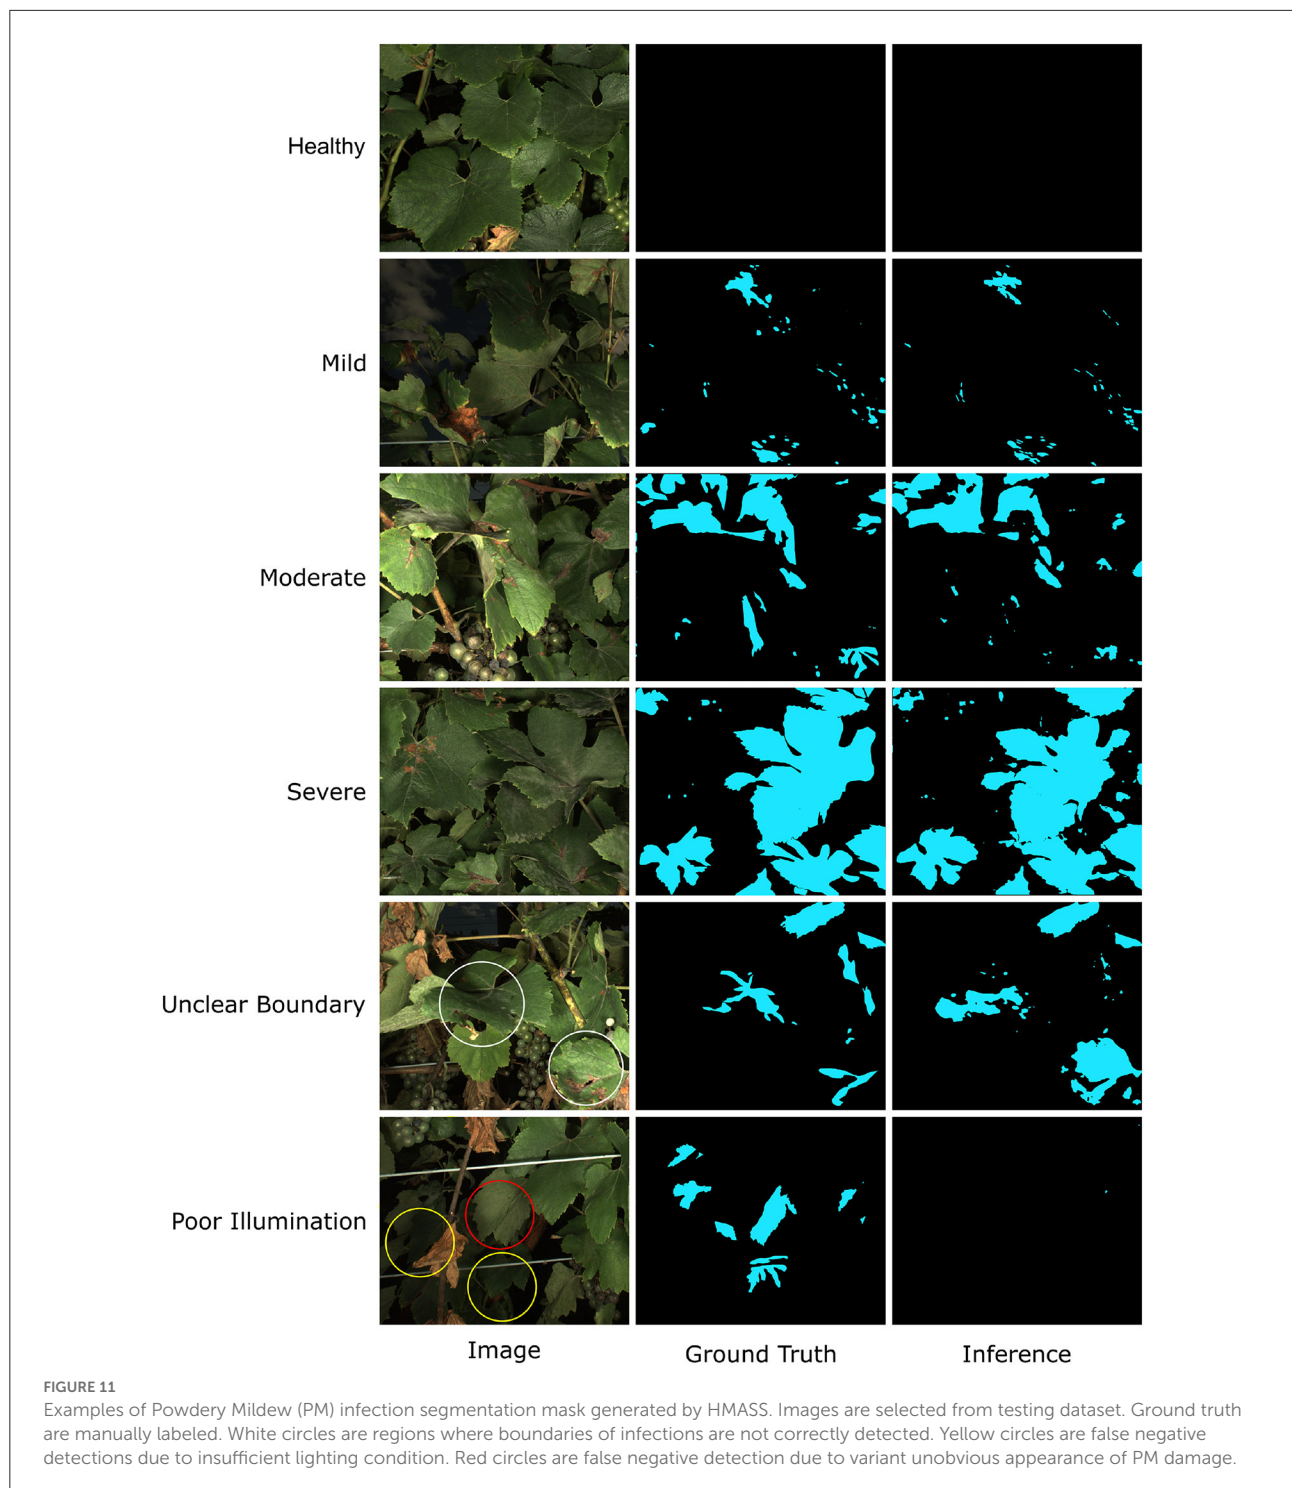 Healthy
Mild
Moderate
Severe
Unclear Boundary
Poor Illumination
Image
Ground Truth
Inference
FIGURE 11
Examples of Powdery Mildew (PM) infection segmentation mask generated by HMASS. Images are selected from testing dataset. Ground truth
are manually labeled. White circles are regions where boundaries of infections are not correctly detected. Yellow circles are false negative
detections due to insufficient lighting condition. Red circles are false negative detection due to variant unobvious appearance of PM damage.